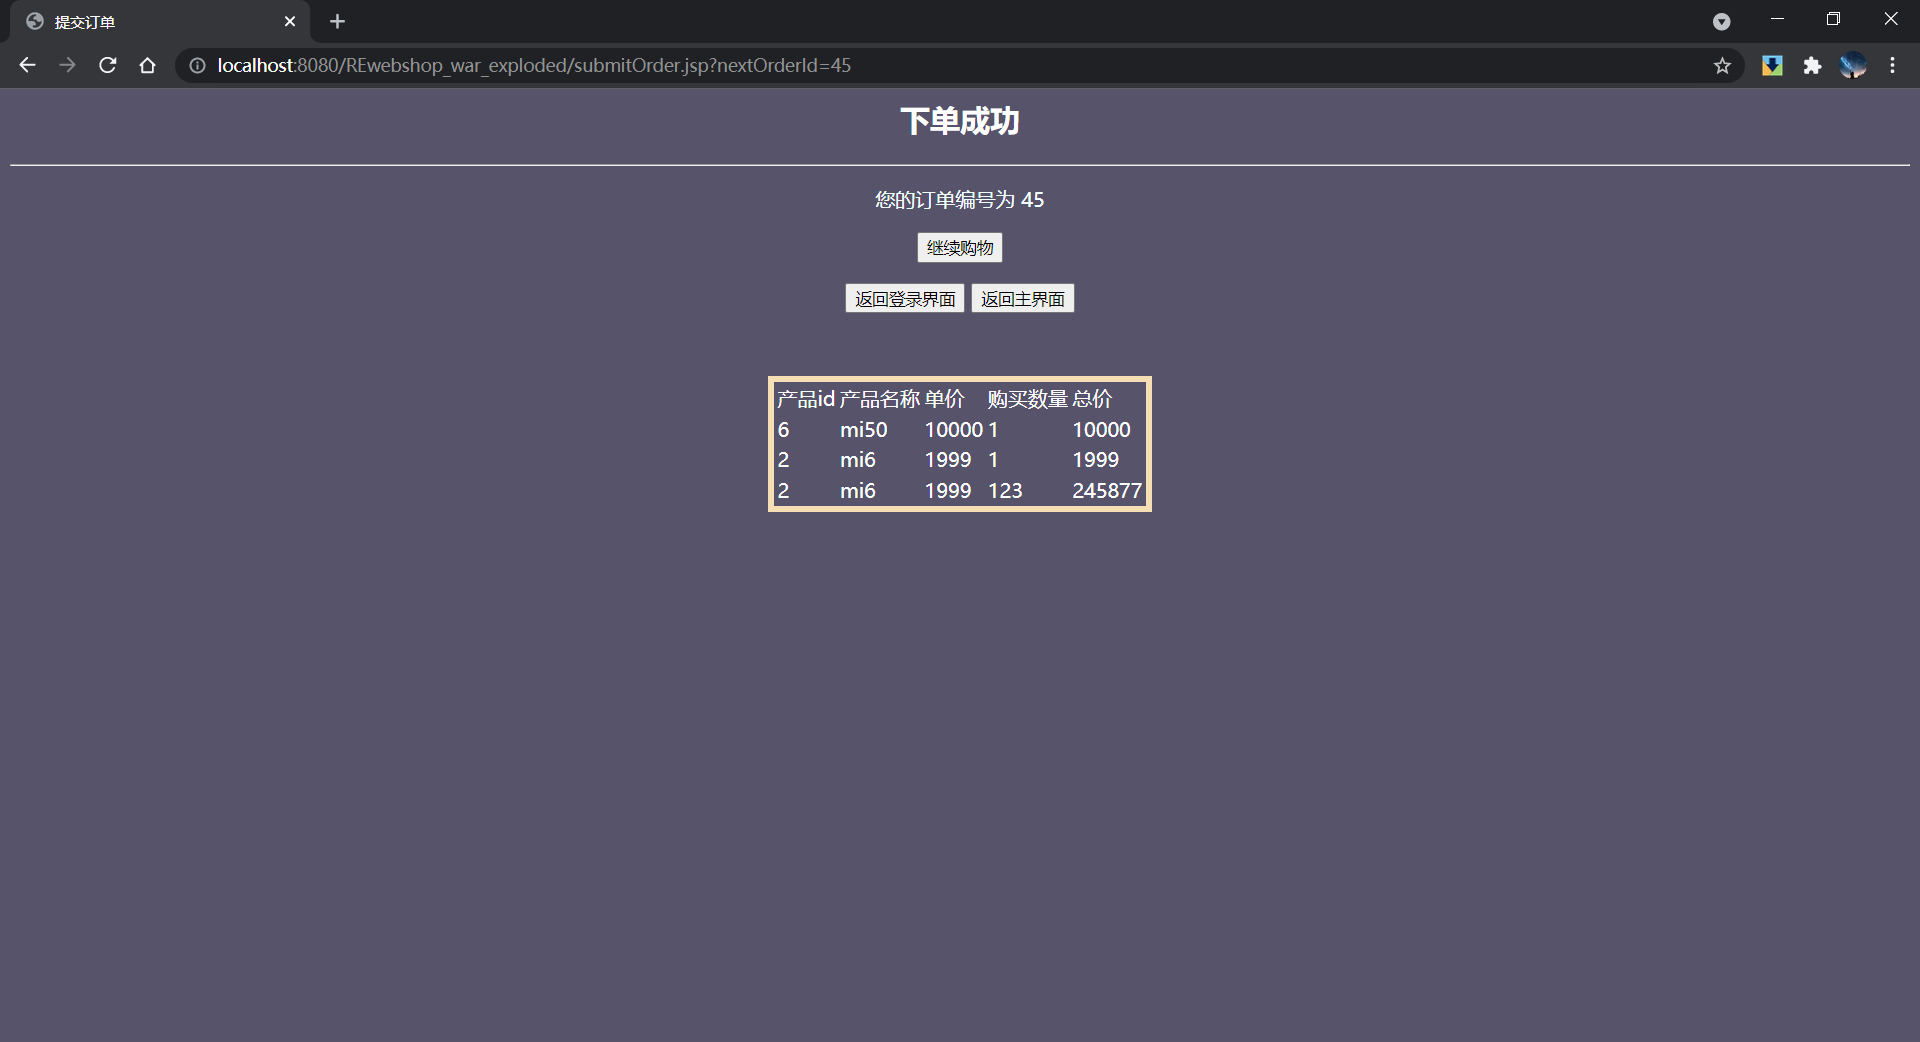 提交订单
localhost:8080/REwebshop_war_exploded/submitOrder.jsp?nextOrderId=45
下单成功
您的订单编号为 45
继续购物
返回登录界面 返回主界面
产品id 产品名称 单价 购买数量 总价
6 mi50 10000 1 10000
2 mi6 1999 1 1999
2 mi6 1999 123 245877